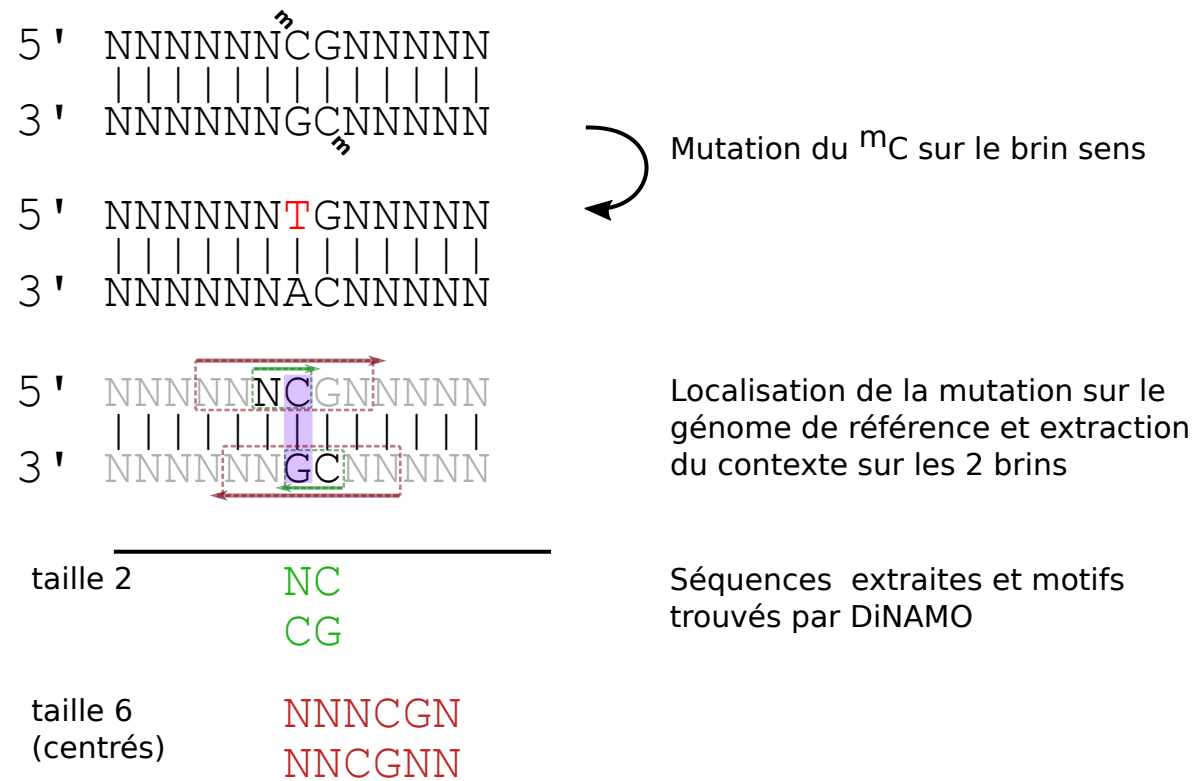 m
5' NNNNNNCGNNNNN
3' NNNNNNGCNNNNN
m
Mutation du mC sur le brin sens
5' NNNNNNTGNNNNN
3' NNNNNNACNNNNN
5' NNNNNNCGNNNNN
3' NNNNNNGCNNNNN
Localisation de la mutation sur le
génome de référence et extraction
du contexte sur les 2 brins
taille 2
NC
CG
Séquences extraites et motifs
trouvés par DiNAMO
taille 6
(centrés)
NNNCGN
NNCGNN